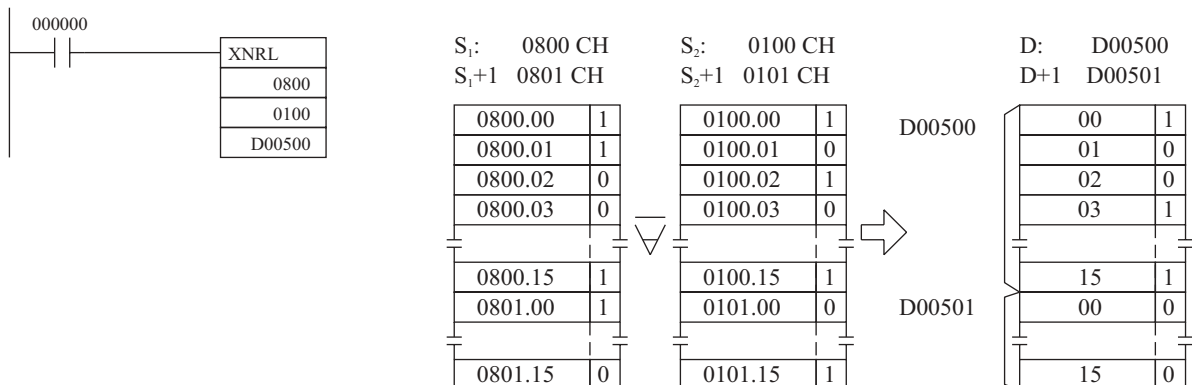 000000
XNRL
0800
0100
D00500
S₁: 0800 CH S₂: 0100 CH D: D00500
S₁+1 0801 CH S₂+1 0101 CH D+1 D00501
0800.00 1 0100.00 1 D00500 00 1
0800.01 1 0100.01 0 01 0
0800.02 0 0100.02 1 02 0
0800.03 0 0100.03 0 03 1
0800.15 1 0100.15 1 15 1
0801.00 1 0101.00 0 D00501 00 0
0801.15 0 0101.15 1 15 0